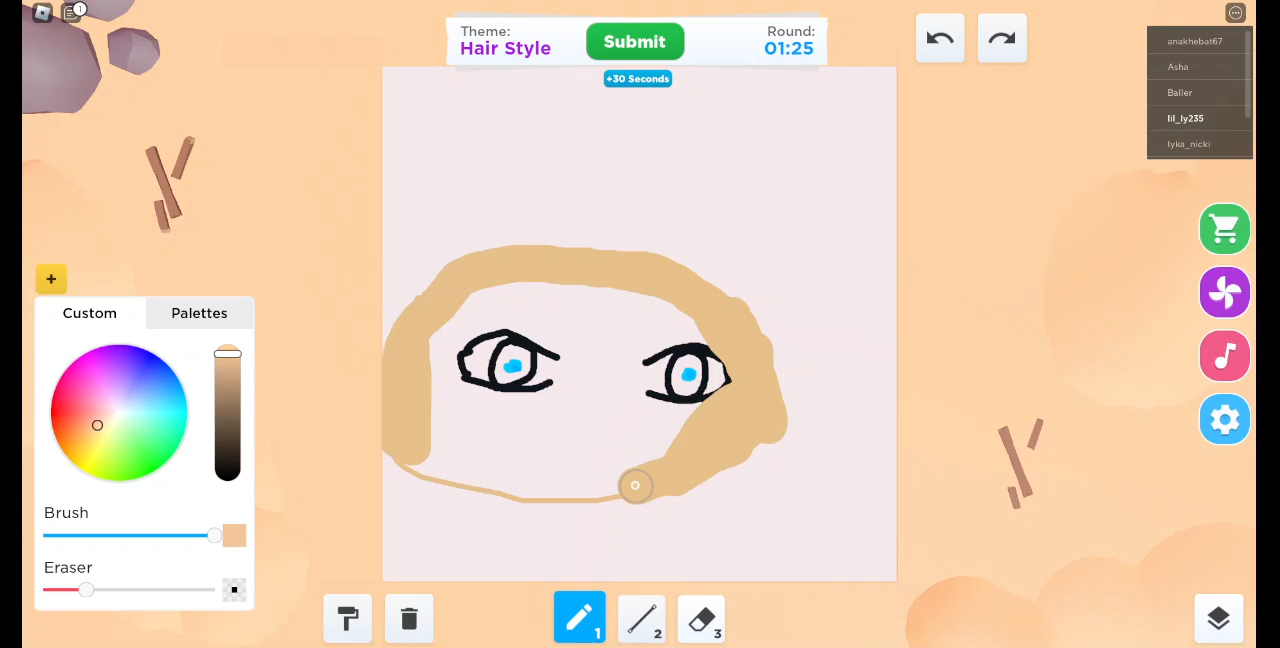 1
Theme:
Hair Style
Submit
Round:
01:25
+30 Seconds
anakhebat67
Asha
Baller
lil_ly235
lyka_nicki
+
Custom
Palettes
Brush
Eraser
1
2
3